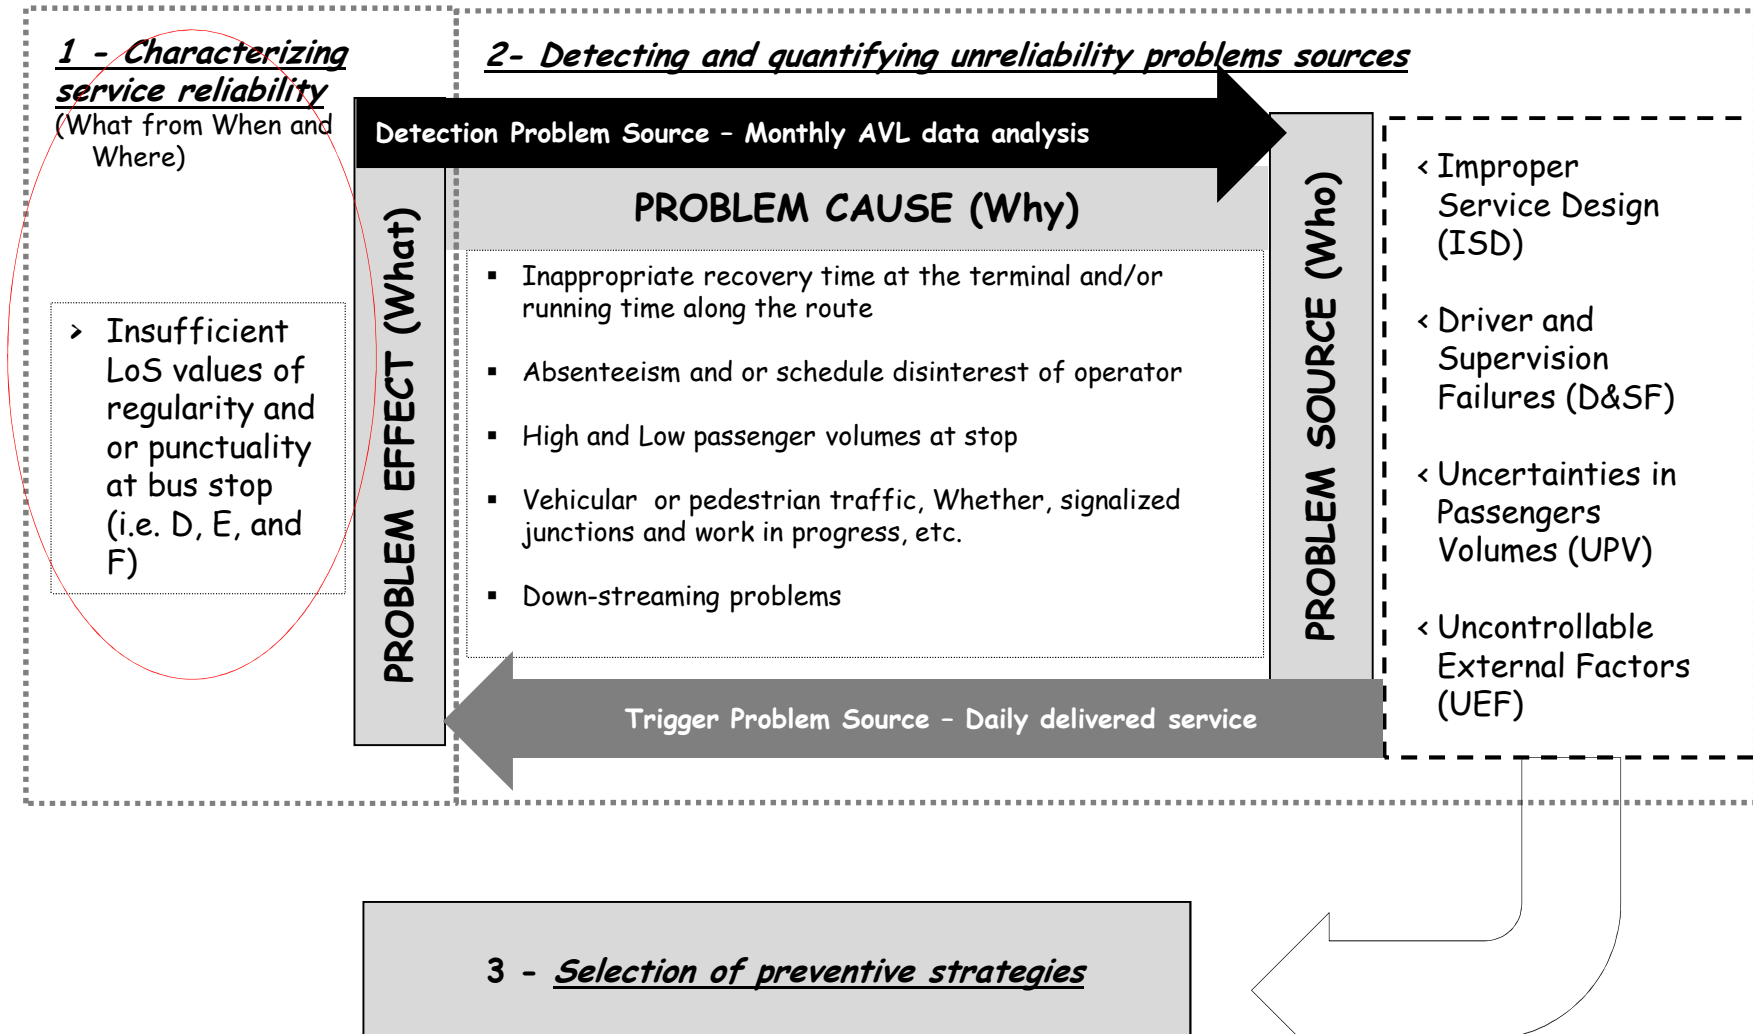 1 - Characterizing
service reliability
(What from When and
Where)
> Insufficient
LoS values of
regularity and
or punctuality
at bus stop
(i.e. D, E, and
F)
PROBLEM EFFECT (What)
2- Detecting and quantifying unreliability problems sources
Detection Problem Source – Monthly AVL data analysis
PROBLEM CAUSE (Why)
▪ Inappropriate recovery time at the terminal and/or
running time along the route
▪ Absenteeism and or schedule disinterest of operator
▪ High and Low passenger volumes at stop
▪ Vehicular or pedestrian traffic, Whether, signalized
junctions and work in progress, etc.
▪ Down-streaming problems
Trigger Problem Source – Daily delivered service
PROBLEM SOURCE (Who)
< Improper
Service Design
(ISD)
< Driver and
Supervision
Failures (D&SF)
< Uncertainties in
Passengers
Volumes (UPV)
< Uncontrollable
External Factors
(UEF)
3 - Selection of preventive strategies